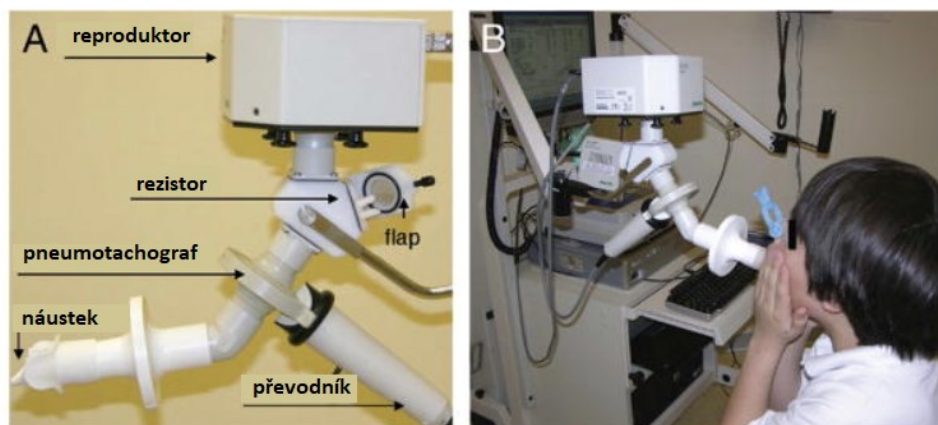 A
reproduktor
rezistor
flap
pneumotachograf
náustek
převodník
B